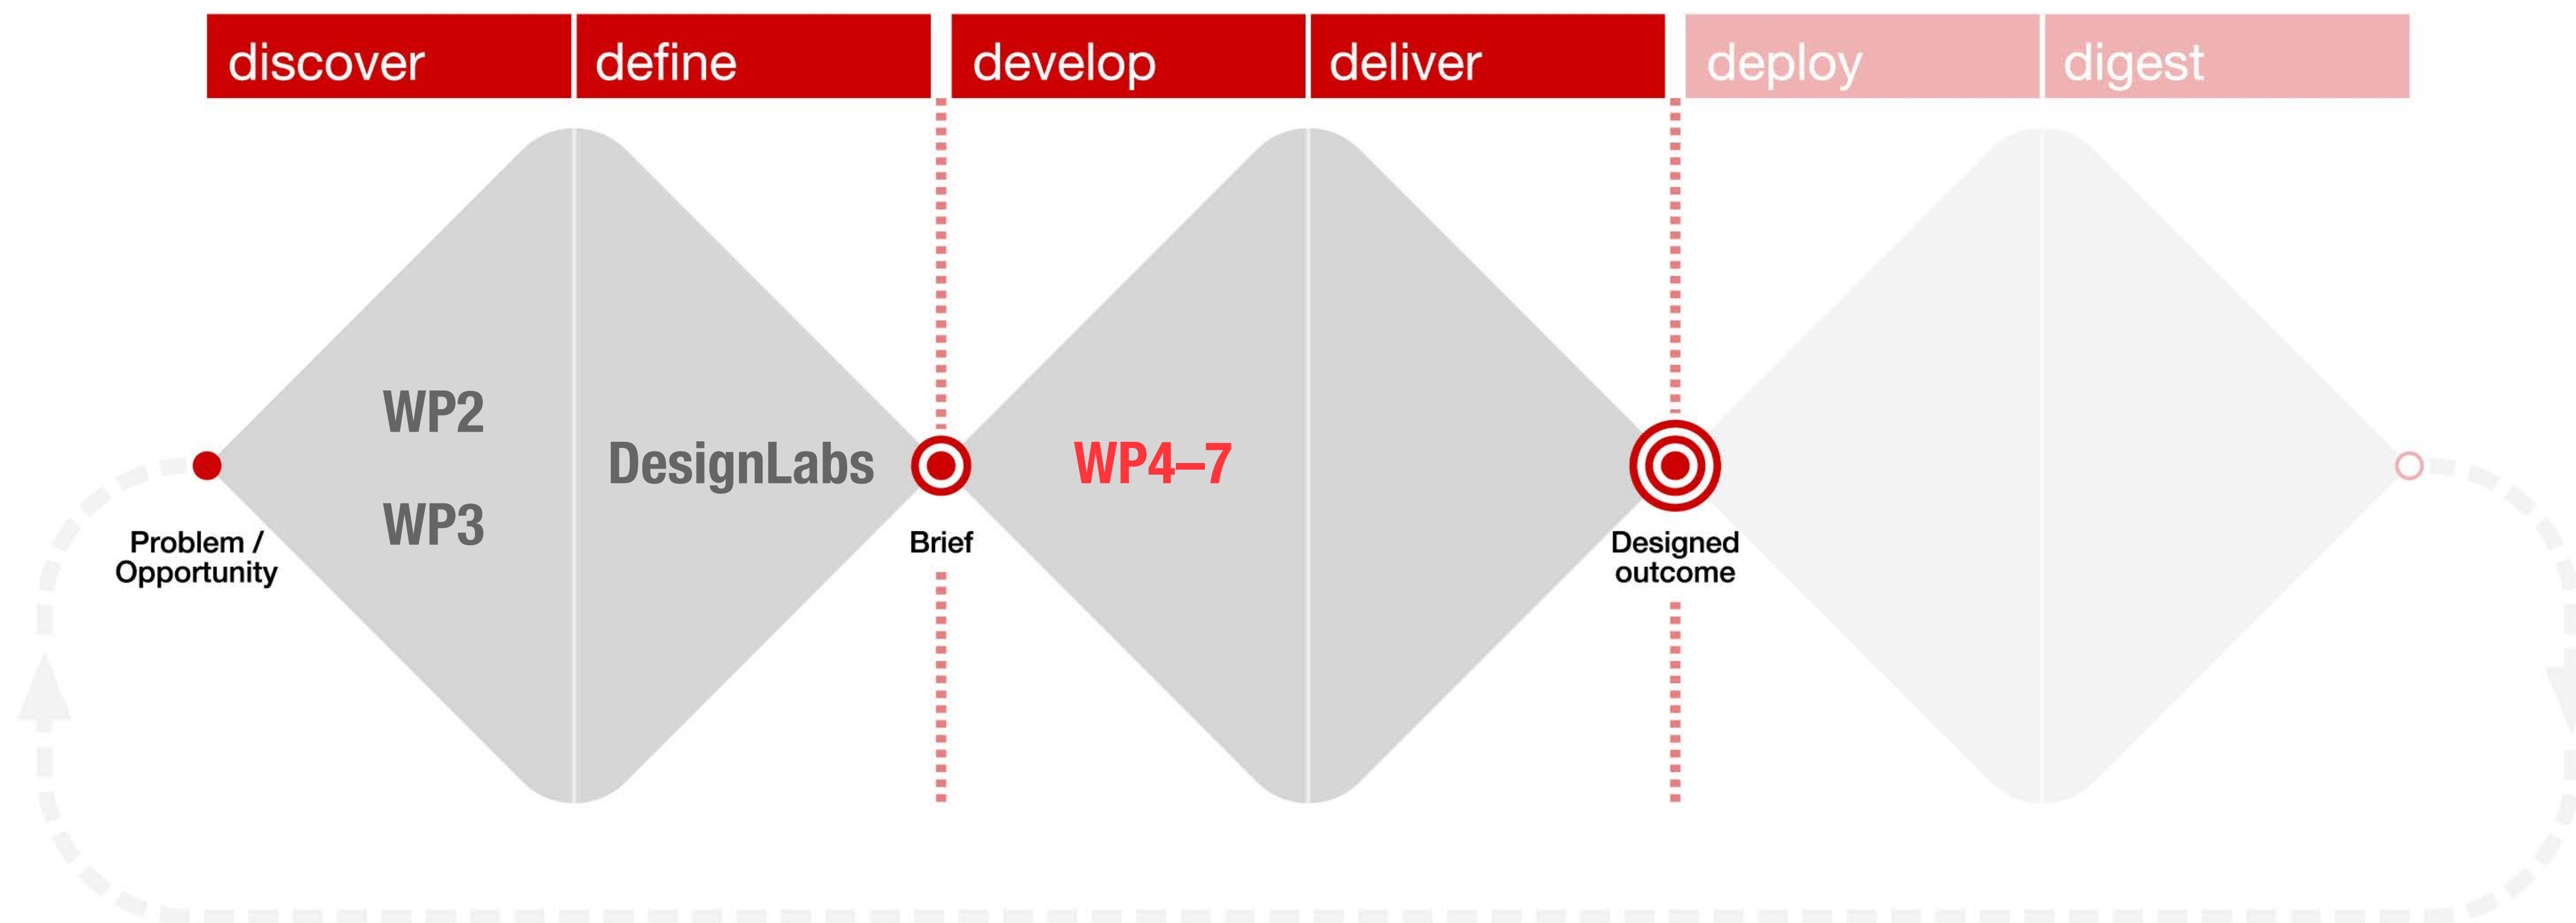 discover
define
develop
deliver
deploy
digest
WP2
WP3
DesignLabs
WP4–7
Problem /
Opportunity
Brief
Designed
outcome